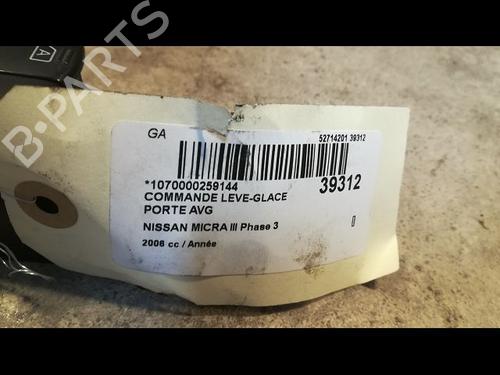 B-PARTS
A
GA
52714201 39312
*1070000259144
39312
COMMANDE LEVE-GLACE
PORTE AVG
NISSAN MICRA III Phase 3
2006 cc / Année